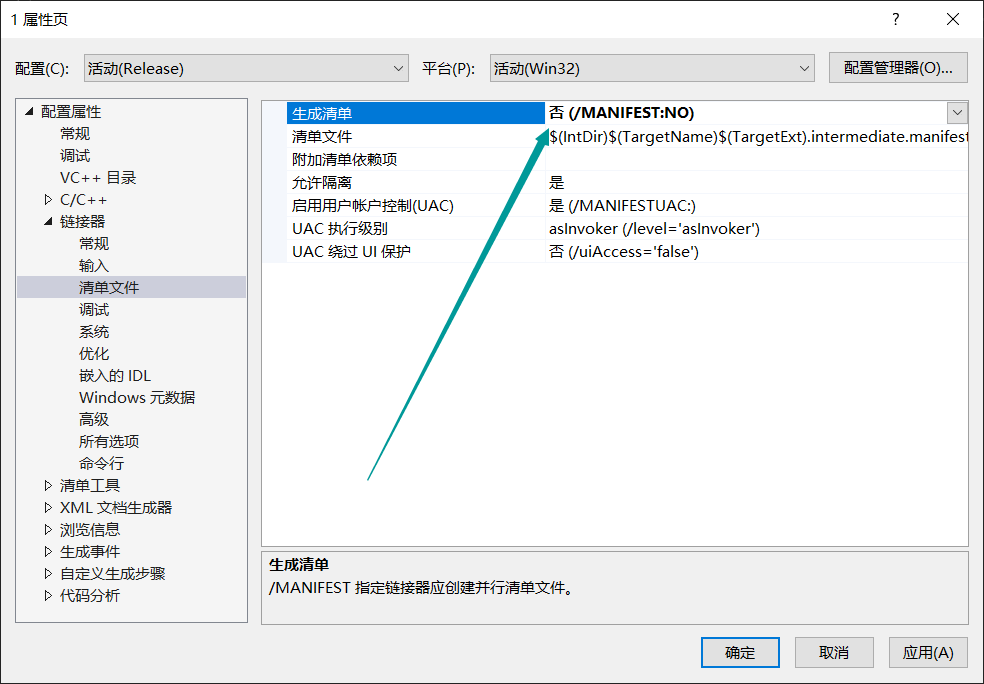 1 属性页
?
配置(C): 活动(Release) 平台(P): 活动(Win32) 配置管理器(O)...
配置属性
常规
调试
VC++ 目录
C/C++
链接器
常规
输入
清单文件
调试
系统
优化
嵌入的 IDL
Windows 元数据
高级
所有选项
命令行
清单工具
XML 文档生成器
浏览信息
生成事件
自定义生成步骤
代码分析
生成清单 否 (/MANIFEST:NO)
清单文件 $(IntDir)$(TargetName)$(TargetExt).intermediate.manifest
附加清单依赖项
允许隔离 是
启用用户帐户控制(UAC) 是 (/MANIFESTUAC:)
UAC 执行级别 asInvoker (/level='asInvoker')
UAC 绕过 UI 保护 否 (/uiAccess='false')
生成清单
/MANIFEST 指定链接器应创建并行清单文件。
确定 取消 应用(A)